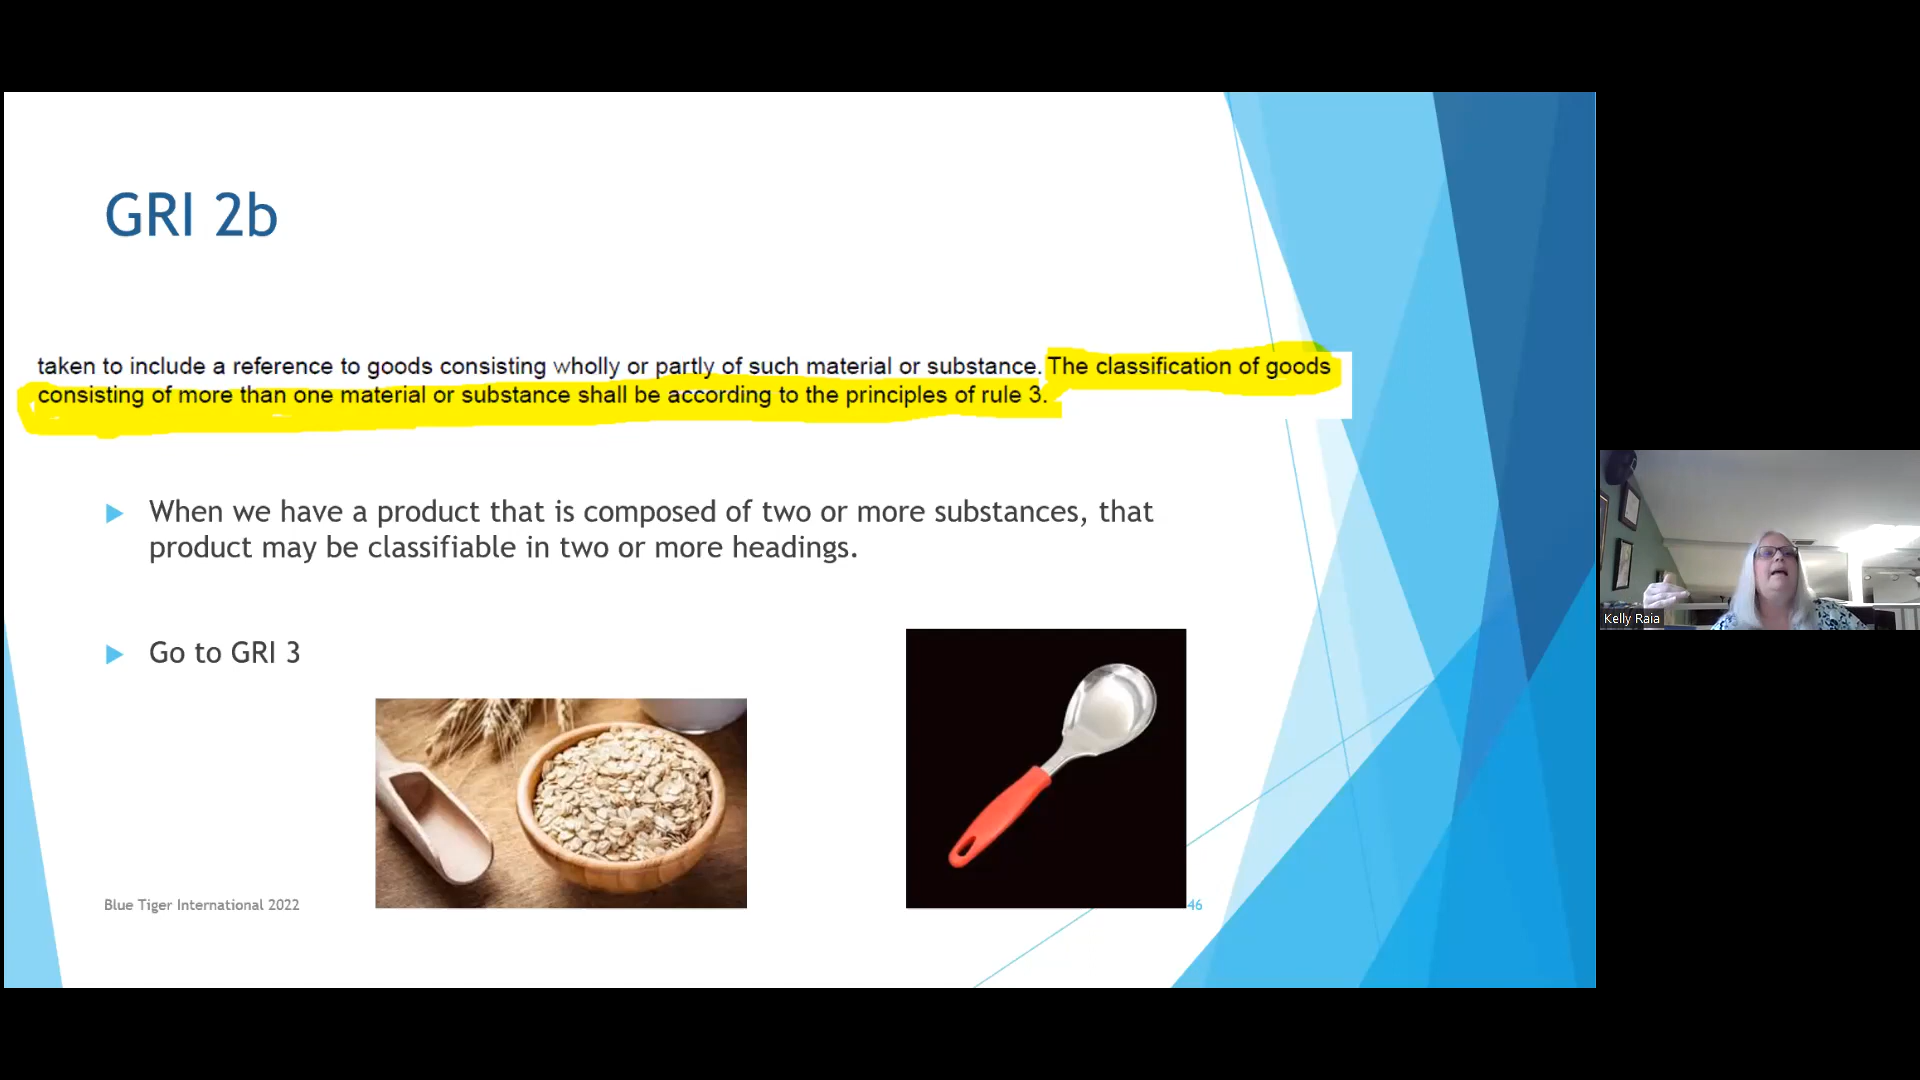 GRI 2b
taken to include a reference to goods consisting wholly or partly of such material or substance. The classification of goods
consisting of more than one material or substance shall be according to the principles of rule 3.
When we have a product that is composed of two or more substances, that
product may be classifiable in two or more headings.
Go to GRI 3
Kelly Raia
Blue Tiger International 2022
46